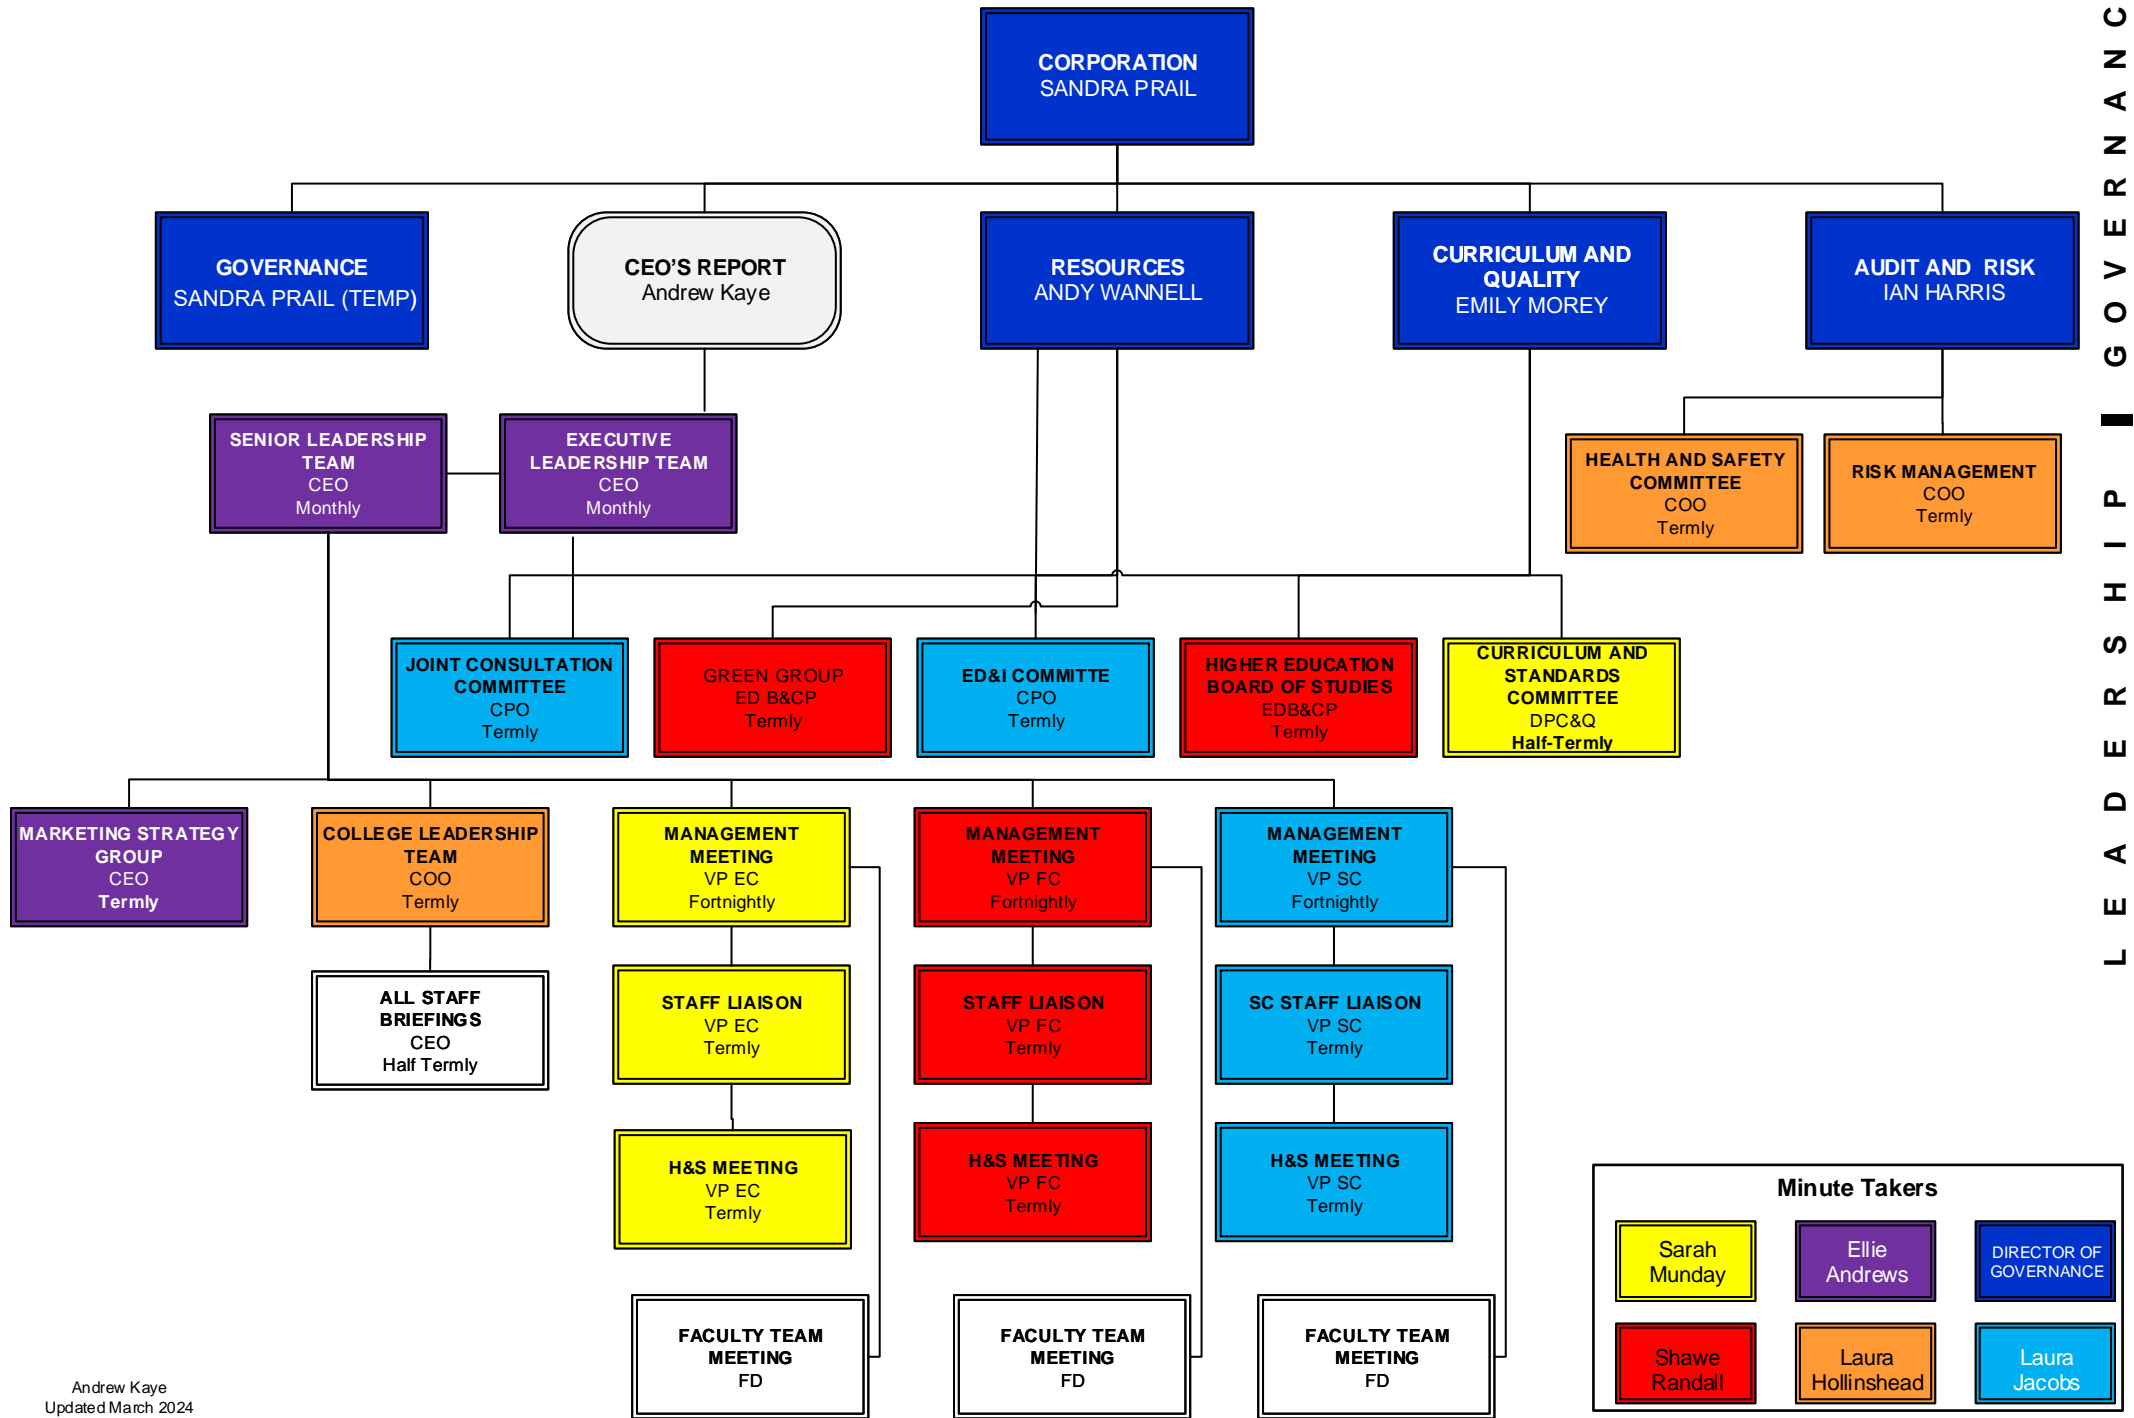 CORPORATION
SANDRA PRAIL
GOVERNANCE
SANDRA PRAIL (TEMP)
CEO’S REPORT
Andrew Kaye
RESOURCES
ANDY WANNELL
CURRICULUM AND
QUALITY
EMILY MOREY
AUDIT AND RISK
IAN HARRIS
SENIOR LEADERSHIP
TEAM
CEO
Monthly
EXECUTIVE
LEADERSHIP TEAM
CEO
Monthly
HEALTH AND SAFETY
COMMITTEE
COO
Termly
RISK MANAGEMENT
COO
Termly
JOINT CONSULTATION
COMMITTEE
CPO
Termly
GREEN GROUP
ED B&CP
Termly
ED&I COMMITTE
CPO
Termly
HIGHER EDUCATION
BOARD OF STUDIES
EDB&CP
Termly
CURRICULUM AND
STANDARDS
COMMITTEE
DPC&Q
Half-Termly
MARKETING STRATEGY
GROUP
CEO
Termly
COLLEGE LEADERSHIP
TEAM
COO
Termly
MANAGEMENT
MEETING
VP EC
Fortnightly
MANAGEMENT
MEETING
VP FC
Fortnightly
MANAGEMENT
MEETING
VP SC
Fortnightly
ALL STAFF
BRIEFINGS
CEO
Half Termly
STAFF LIAISON
VP EC
Termly
STAFF LIAISON
VP FC
Termly
SC STAFF LIAISON
VP SC
Termly
H&S MEETING
VP EC
Termly
H&S MEETING
VP FC
Termly
H&S MEETING
VP SC
Termly
FACULTY TEAM
MEETING
FD
FACULTY TEAM
MEETING
FD
FACULTY TEAM
MEETING
FD
Minute Takers
Sarah
Munday
Ellie
Andrews
DIRECTOR OF
GOVERNANCE
Shawe
Randall
Laura
Hollinshead
Laura
Jacobs
Andrew Kaye
Updated March 2024
LEADERSHIP | GOVERNANC